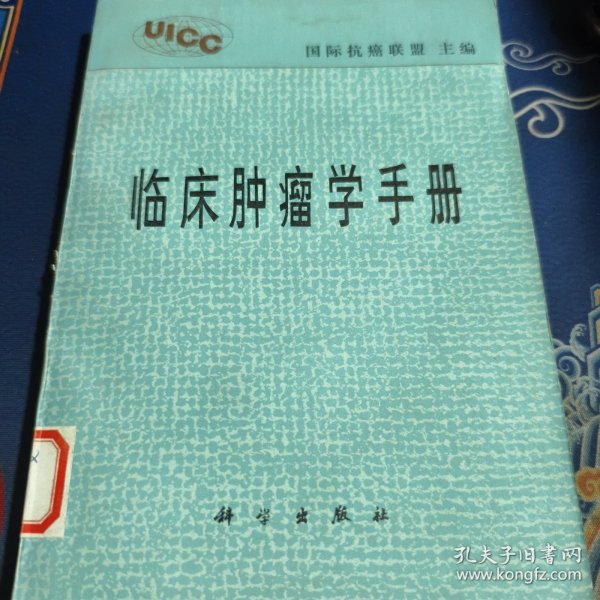 UICC
国际抗癌联盟 主编
临床肿瘤学手册
科学出版社
孔夫子旧书网
www.kongfz.com